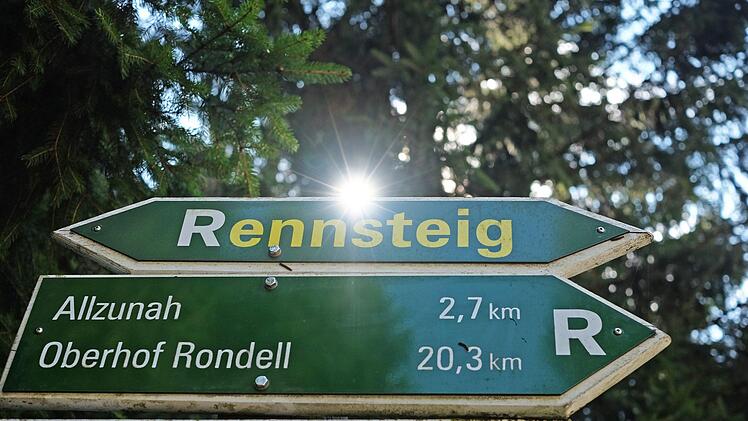 Rennsteig
Allzunah 2,7 km
Oberhof Rondell 20,3 km
R